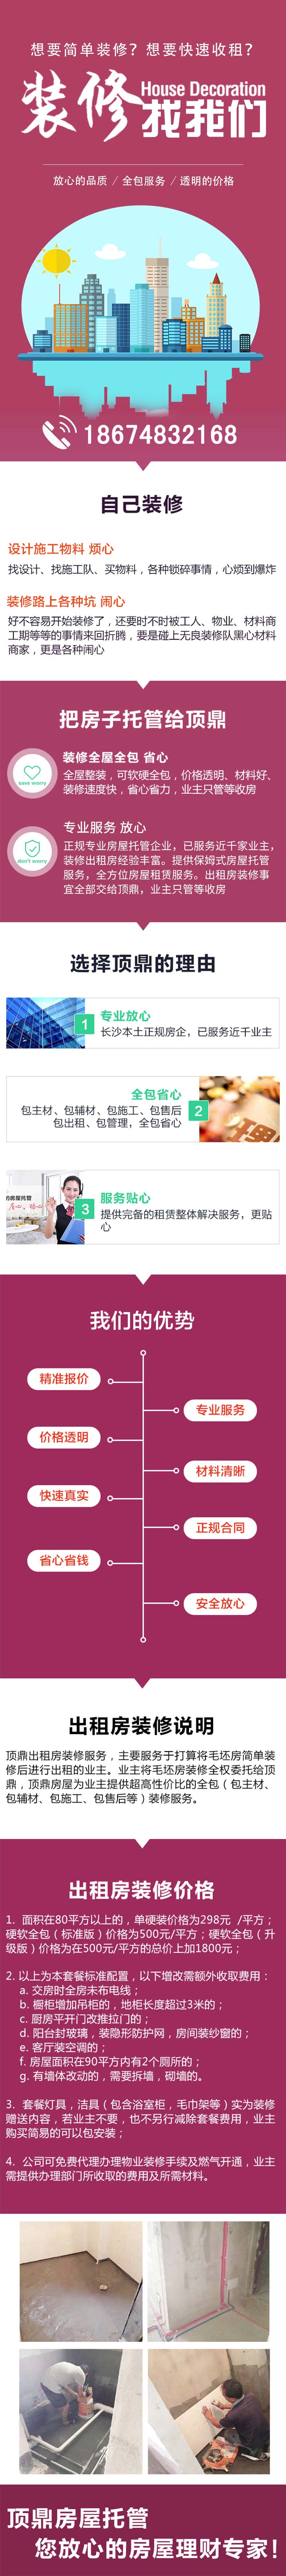 想要简单装修？想要快速收租？
装修找我们
House Decoration
放心的品质 / 全包服务 / 透明的价格
18674832168
自己装修
设计施工物料 烦心
找设计、找施工队、买物料，各种锁碎事情，心烦到爆炸
装修路上各种坑 闹心
好不容易开始装修了，还要时不时被工人、物业、材料商
工期等等的事情来回折腾，要是碰上无良装修队黑心材料
商家，更是各种闹心
把房子托管给顶鼎
save worry
装修全屋全包 省心
全屋整装，可软硬全包，价格透明、材料好、
装修速度快，省心省力，业主只管等收房
don't worry
专业服务 放心
正规专业房屋托管企业，已服务近千家业主，
装修出租房经验丰富。提供保姆式房屋托管
服务，全方位房屋租赁服务。出租房装修事
宜全部交给顶鼎，业主只管等收房
选择顶鼎的理由
1
专业放心
长沙本土正规房企，已服务近千业主
全包省心
包主材、包辅材、包施工、包售后
包出租、包管理，全包省心
2
理
的房屋托管
3
服务贴心
提供完备的租赁整体解决服务，更贴
心
我们的优势
精准报价
专业服务
价格透明
材料清晰
快速真实
正规合同
省心省钱
安全放心
出租房装修说明
顶鼎出租房装修服务，主要服务于打算将毛坯房简单装
修后进行出租的业主。业主将毛坯房装修全权委托给顶
鼎，顶鼎房屋为业主提供超高性价比的全包（包主材、
包辅材、包施工、包售后等）装修服务。
出租房装修价格
1. 面积在80平方以上的，单硬装价格为298元 /平方；
硬软全包（标准版）价格为500元/平方；硬软全包（升
级版）价格为在500元/平方的总价上加1800元；
2. 以上为本套餐标准配置，以下增改需额外收取费用：
a. 交房时全房未布电线；
b. 橱柜增加吊柜的，地柜长度超过3米的；
c. 厨房平开门改推拉门的；
d. 阳台封玻璃，装隐形防护网，房间装纱窗的；
e. 客厅装空调的；
f. 房屋面积在90平方内有2个厕所的；
g. 有墙体改动的，需要拆墙，砌墙的。
3. 套餐灯具，洁具（包含浴室柜，毛巾架等）实为装修
赠送内容，若业主不要，也不另行减除套餐费用，业主
购买简易的可以包安装；
4. 公司可免费代理办理物业装修手续及燃气开通，业主
需提供办理部门所收取的费用及所需材料。
顶鼎房屋托管
您放心的房屋理财专家！